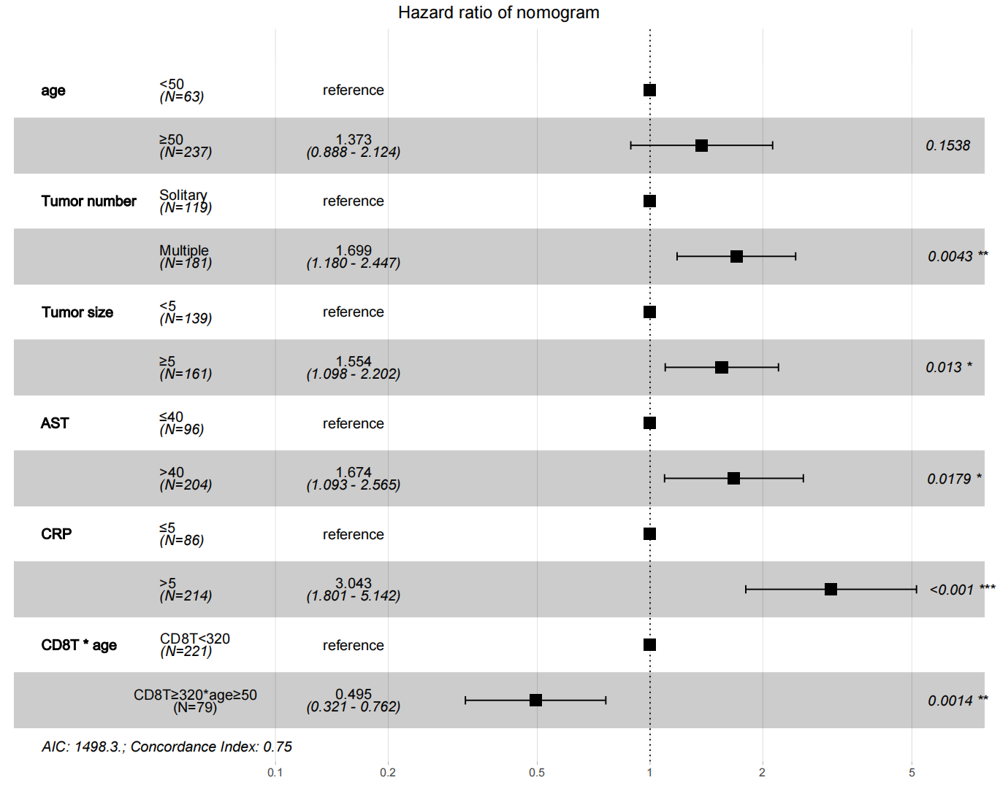 Hazard ratio of nomogram
age
<50
(N=63)
reference
≥50
(N=237)
1.373
(0.888 - 2.124)
0.1538
Tumor number
Solitary
(N=119)
reference
Multiple
(N=181)
1.699
(1.180 - 2.447)
0.0043 **
Tumor size
<5
(N=139)
reference
≥5
(N=161)
1.554
(1.098 - 2.202)
0.013 *
AST
≤40
(N=96)
reference
>40
(N=204)
1.674
(1.093 - 2.565)
0.0179 *
CRP
≤5
(N=86)
reference
>5
(N=214)
3.043
(1.801 - 5.142)
<0.001 ***
CD8T * age
CD8T<320
(N=221)
reference
CD8T≥320*age≥50
(N=79)
0.495
(0.321 - 0.762)
0.0014 **
AIC: 1498.3.; Concordance Index: 0.75
0.1 0.2 0.5 1 2 5